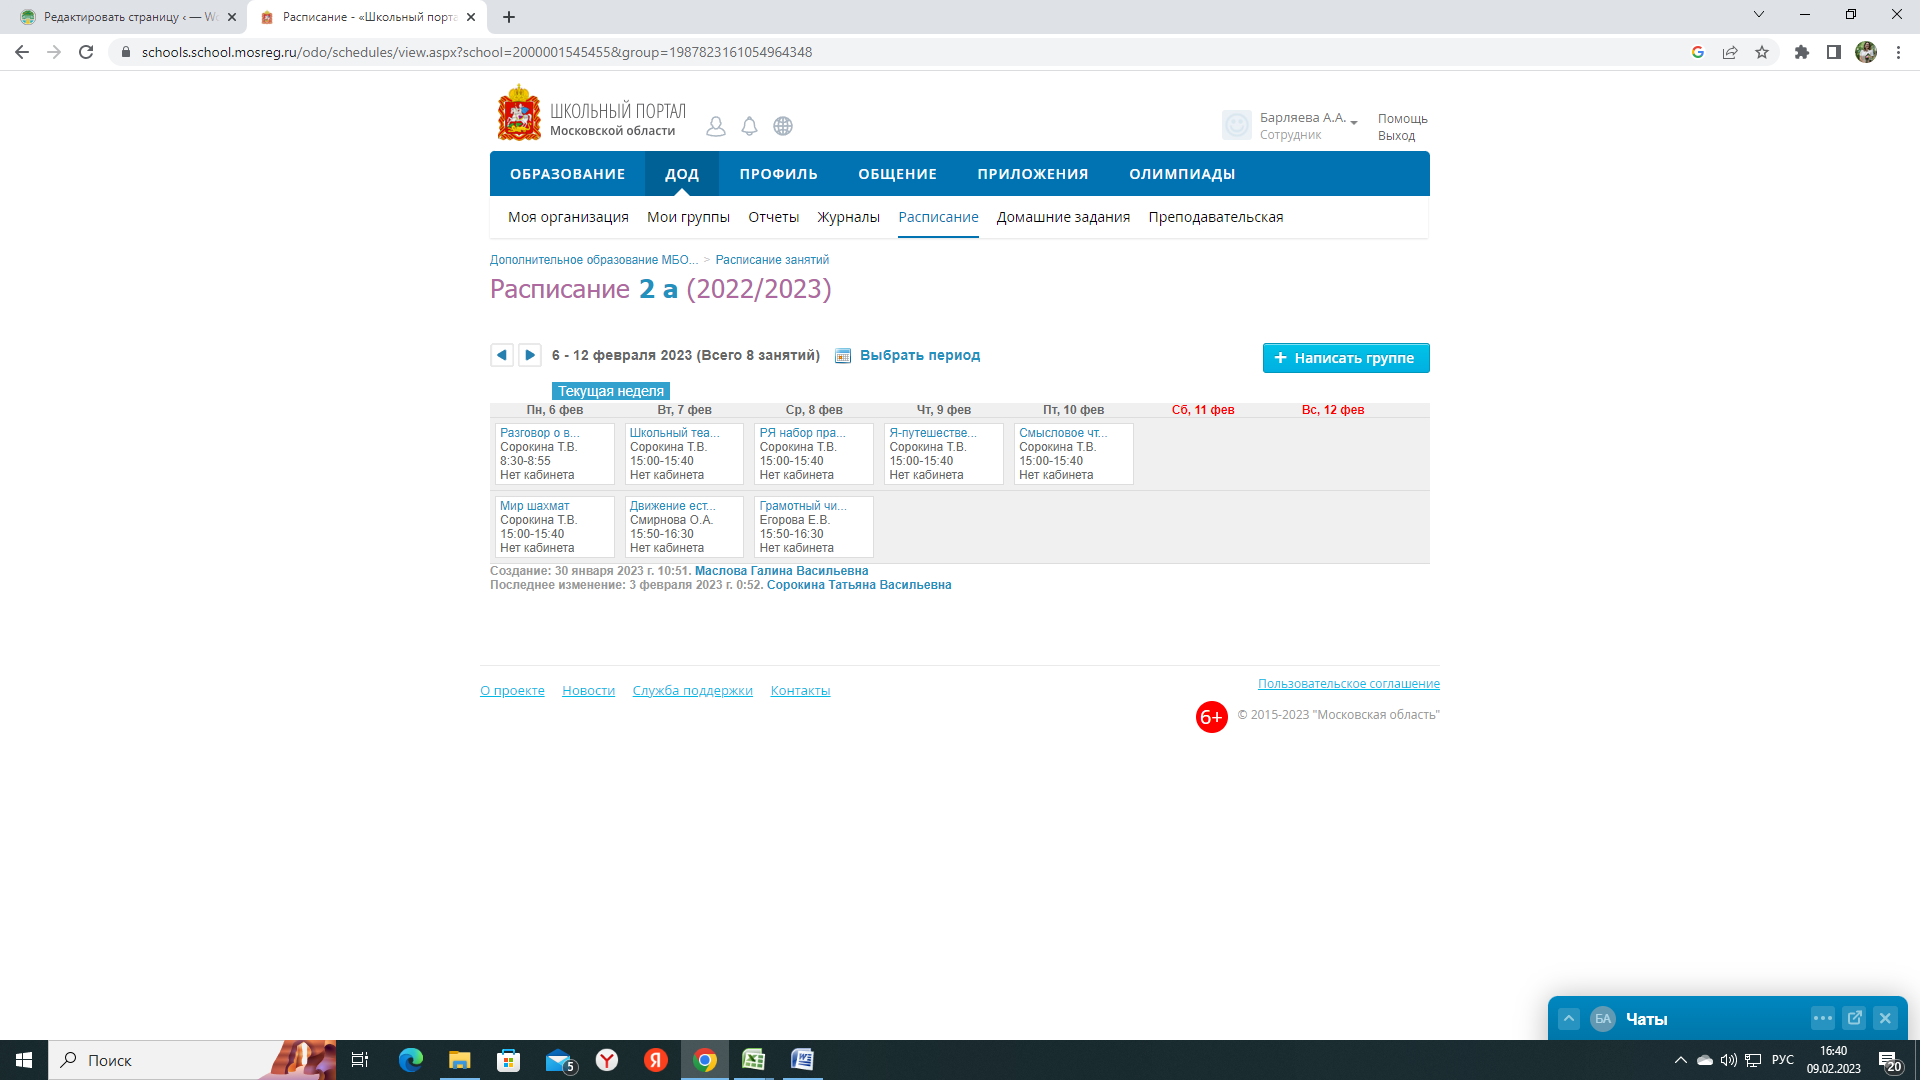 Редактировать страницу ‹ — Wo
Расписание - «Школьный порта
schools.school.mosreg.ru/odo/schedules/view.aspx?school=2000001545455&group=1987823161054964348
ШКОЛЬНЫЙ ПОРТАЛ
Московской области
Барляева А.А.
Сотрудник
Помощь
Выход
ОБРАЗОВАНИЕ ДОД ПРОФИЛЬ ОБЩЕНИЕ ПРИЛОЖЕНИЯ ОЛИМПИАДЫ
Моя организация Мои группы Отчеты Журналы Расписание Домашние задания Преподавательская
Дополнительное образование МБО... > Расписание занятий
Расписание 2 а (2022/2023)
6 - 12 февраля 2023 (Всего 8 занятий) Выбрать период
+ Написать группе
Текущая неделя
Пн, 6 фев Вт, 7 фев Ср, 8 фев Чт, 9 фев Пт, 10 фев Сб, 11 фев Вс, 12 фев
Разговор о в... Школьный теа... РЯ набор пра... Я-путешестве... Смысловое чт...
Сорокина Т.В. Сорокина Т.В. Сорокина Т.В. Сорокина Т.В. Сорокина Т.В.
8:30-8:55 15:00-15:40 15:00-15:40 15:00-15:40 15:00-15:40
Нет кабинета Нет кабинета Нет кабинета Нет кабинета Нет кабинета
Мир шахмат Движение ест... Грамотный чи...
Сорокина Т.В. Смирнова О.А. Егорова Е.В.
15:00-15:40 15:50-16:30 15:50-16:30
Нет кабинета Нет кабинета Нет кабинета
Создание: 30 января 2023 г. 10:51. Маслова Галина Васильевна
Последнее изменение: 3 февраля 2023 г. 0:52. Сорокина Татьяна Васильевна
О проекте Новости Служба поддержки Контакты
Пользовательское соглашение
6+ © 2015-2023 "Московская область"
БА Чаты
Поиск
5
РУС
16:40
09.02.2023
20